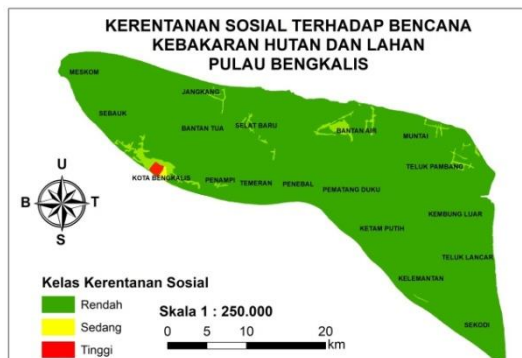 KERENTANAN SOSIAL TERHADAP BENCANA
KEBAKARAN HUTAN DAN LAHAN
PULAU BENGKALIS
MESKOM
JANGKANG
SEBAUK
BANTAN TUA
SELAT BARU
BANTAN AIR
MUNTAI
TELUK PAMBANG
KOTA BENGKALIS
PENAMPI
TEMERAN
PENEBAL
PEMATANG DUKU
KEMBUNG LUAR
KETAM PUTIH
TELUK LANCAR
KELEMANTAN
SEKODI
U
B
T
S
Kelas Kerentanan Sosial
Rendah
Sedang
Tinggi
Skala 1 : 250.000
0 5 10 20
km